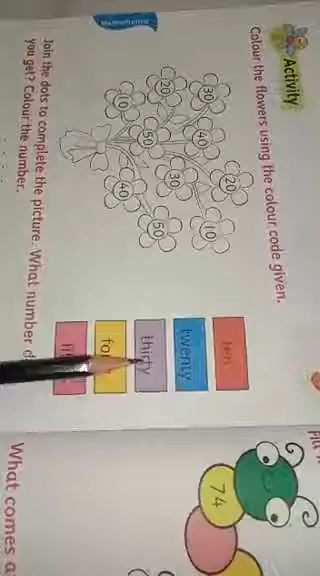 Mathematics
Activity
Colour the flowers using the colour code given.
30
20
10
40
50
20
30
40
10
50
ten
twenty
thirty
Join the dots to complete the picture. What number
you get? Colour the number.
74
What comes